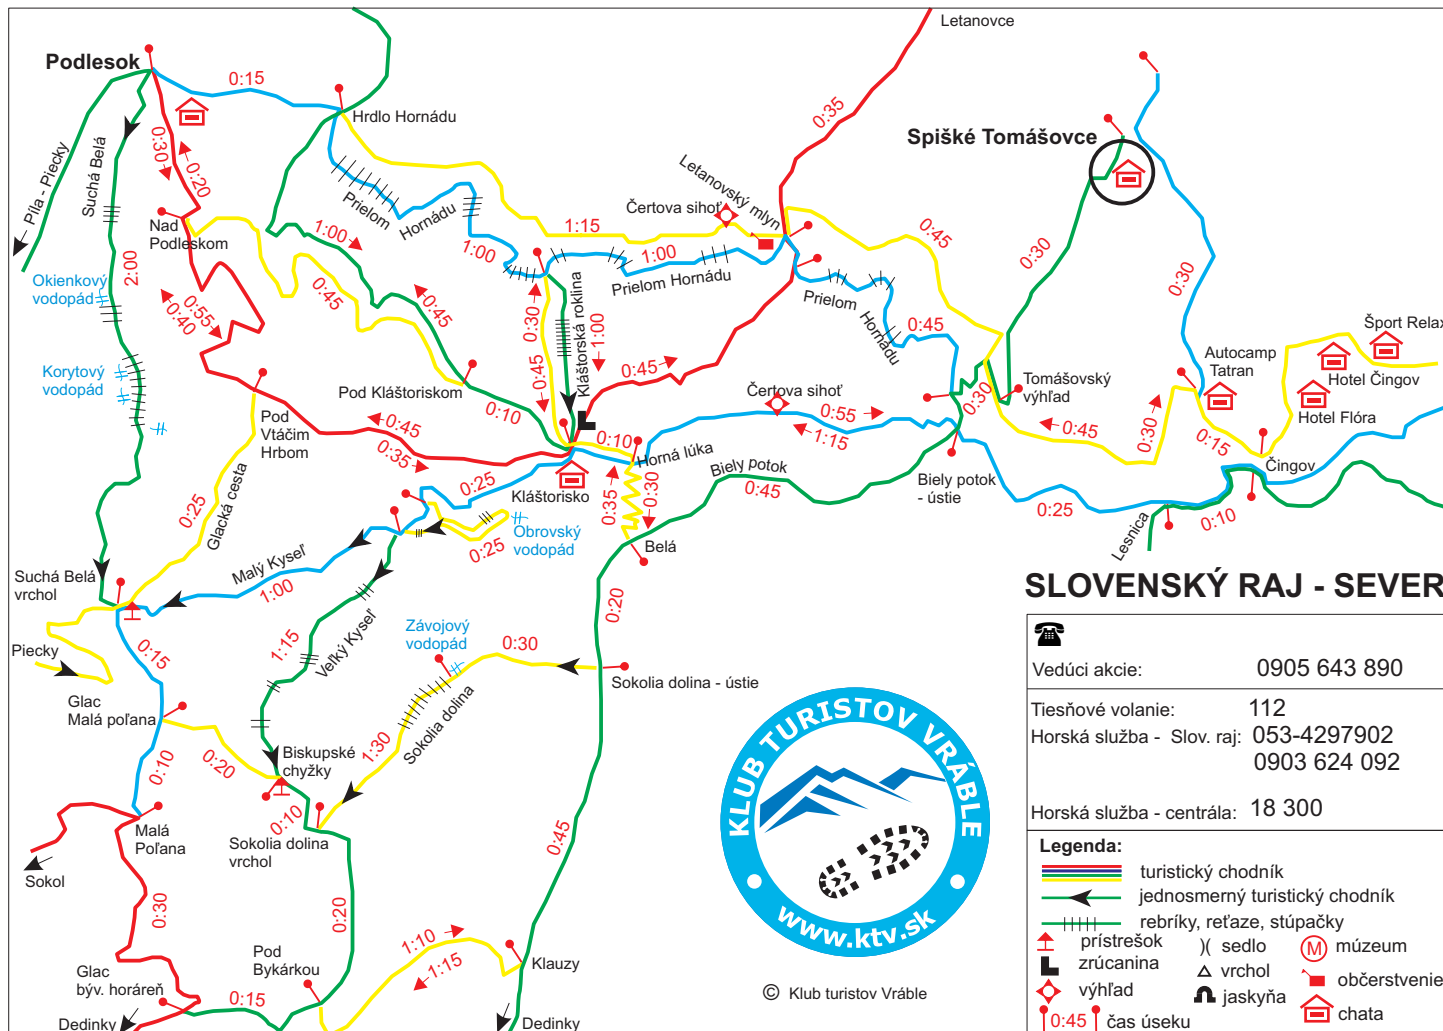 Letanovce
Podlesok
0:15
Hrdlo Hornádu
0:35
Spišké Tomášovce
0:30
0:20
Suchá Belá
Píla - Piecky
Prielom
Hornádu
Letanovský mlyn
Čertova sihoť
Nad
Podleskom
1:00
1:15
0:45
0:30
0:30
2:00
Okienkový
vodopád
1:00
1:00
Prielom Hornádu
Prielom
Hornádu
0:45
0:55
0:40
0:45
0:45
0:30
0:45
Kláštorská roklina
1:00
Šport Relax
Hotel Čingov
Hotel Flóra
Autocamp
Tatran
Korytový
vodopád
Pod Kláštoriskom
0:10
0:45
Čertova sihoť
0:55
1:15
0:30
Tomášovský
výhľad
0:45
0:30
0:15
Čingov
Pod
Vtáčim
Hrbom
0:45
0:35
0:10
Horná lúka
Kláštorisko
0:25
Biely potok
0:45
Biely potok
- ústie
0:25
0:10
Lesnica
Glacká cesta
0:25
0:35
0:30
Obrovský
vodopád
0:25
Belá
Suchá Belá
vrchol
Malý Kyseľ
1:00
0:20
SLOVENSKÝ RAJ - SEVER
Piecky
0:15
1:15
Veľký Kyseľ
Závojový
vodopád
0:30
Sokolia dolina - ústie
Vedúci akcie: 0905 643 890
Tiesňové volanie: 112
Horská služba - Slov. raj: 053-4297902
0903 624 092
Horská služba - centrála: 18 300
Glac
Malá poľana
0:10
0:20
Biskupské
chyžky
1:30
Sokolia dolina
0:10
Sokolia dolina
vrchol
0:45
Malá
Poľana
Sokol
0:30
0:20
KLUB TURISTOV VRÁBLE
www.ktv.sk
© Klub turistov Vráble
Glac
býv. horáreň
Pod
Bykárkou
0:15
1:10
1:15
Klauzy
Dedinky
Dedinky
Legenda:
turistický chodník
jednosmerný turistický chodník
rebríky, reťaze, stúpačky
prístrešok
sedlo
M múzeum
zrúcanina
vrchol
občerstvenie
výhľad
jaskyňa
chata
0:45 čas úseku